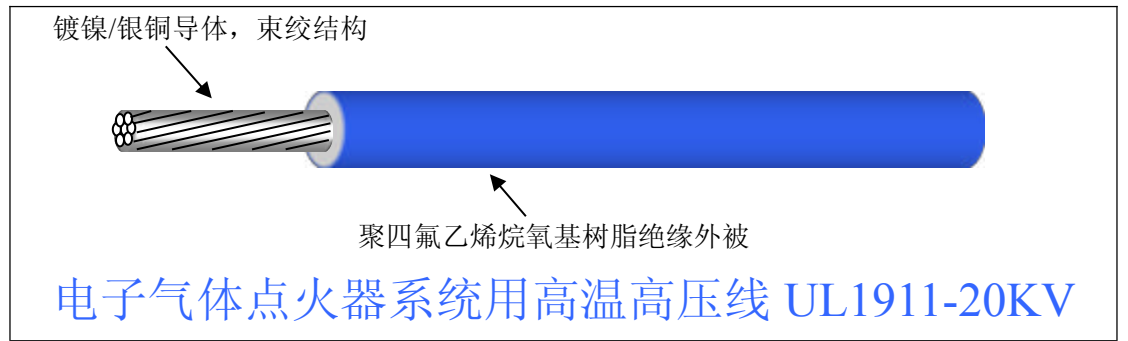 镀镍/银铜导体，束绞结构
聚四氟乙烯烷氧基树脂绝缘外被
电子气体点火器系统用高温高压线 UL1911-20KV